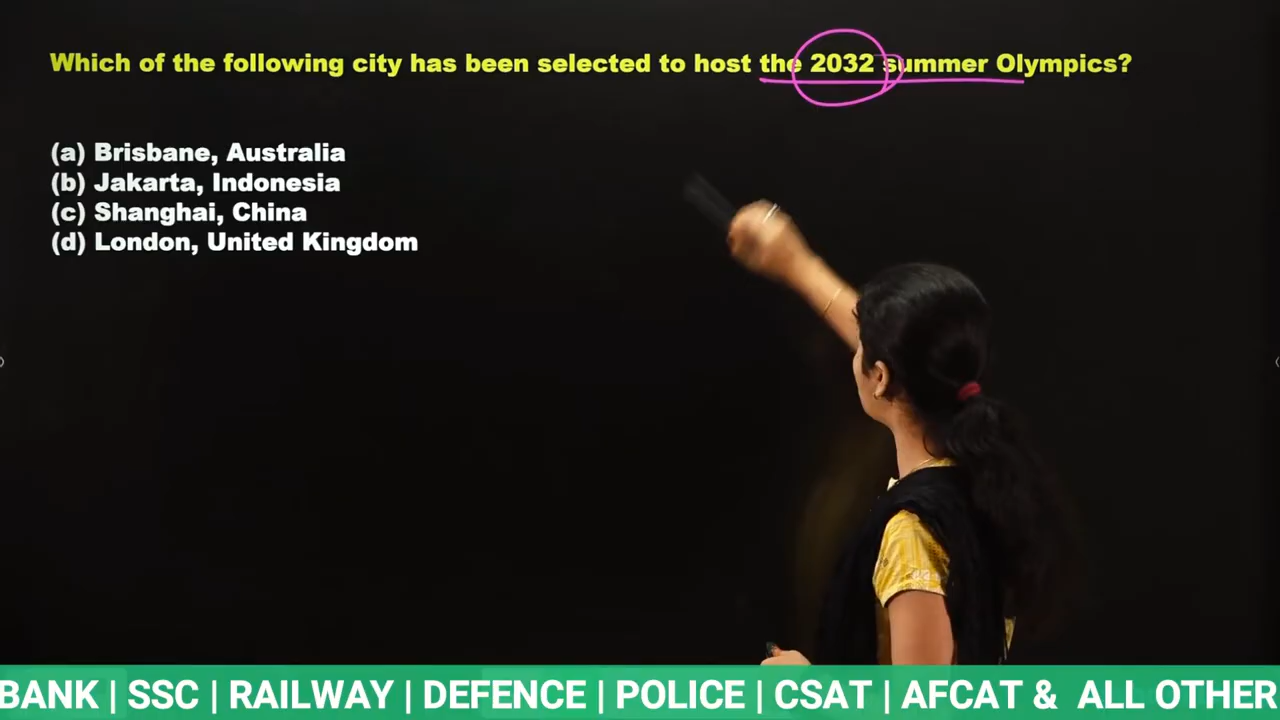 Which of the following city has been selected to host the 2032 summer Olympics?
(a) Brisbane, Australia
(b) Jakarta, Indonesia
(c) Shanghai, China
(d) London, United Kingdom
BANK | SSC | RAILWAY | DEFENCE | POLICE | CSAT | AFCAT & ALL OTHER